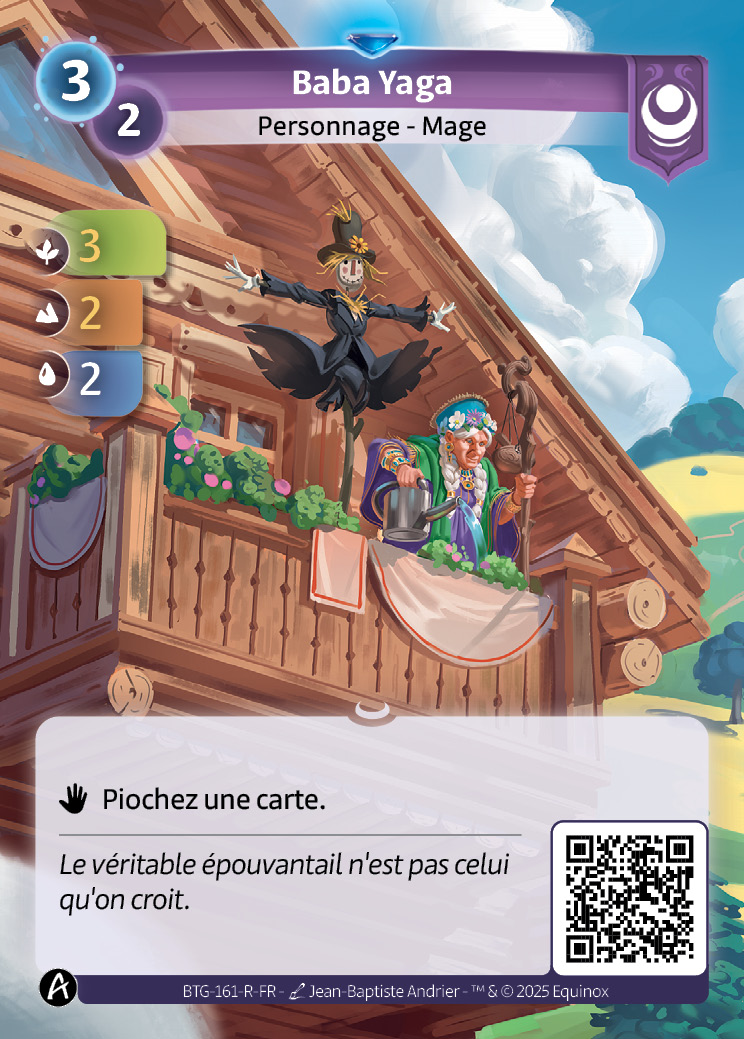 3
Baba Yaga
2
Personnage - Mage
3
2
2
Piochez une carte.
Le véritable épouvantail n'est pas celui
qu'on croit.
BTG-161-R-FR - Jean-Baptiste Andrier - ™ & © 2025 Equinox